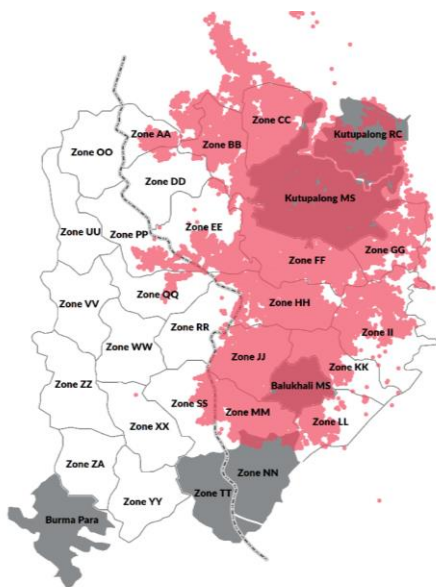 Zone CC
Zone AA
Kutupalong RC
Zone BB
Zone OO
Zone DD
Kutupalong MS
Zone EE
Zone UU
Zone PP
Zone GG
Zone FF
Zone QQ
Zone VV
Zone HH
Zone RR
Zone II
Zone WW
Zone JJ
Zone KK
Zone ZZ
Balukhali MS
Zone SS
Zone MM
Zone LL
Zone XX
Zone ZA
Zone NN
Zone TT
Zone YY
Burma Para